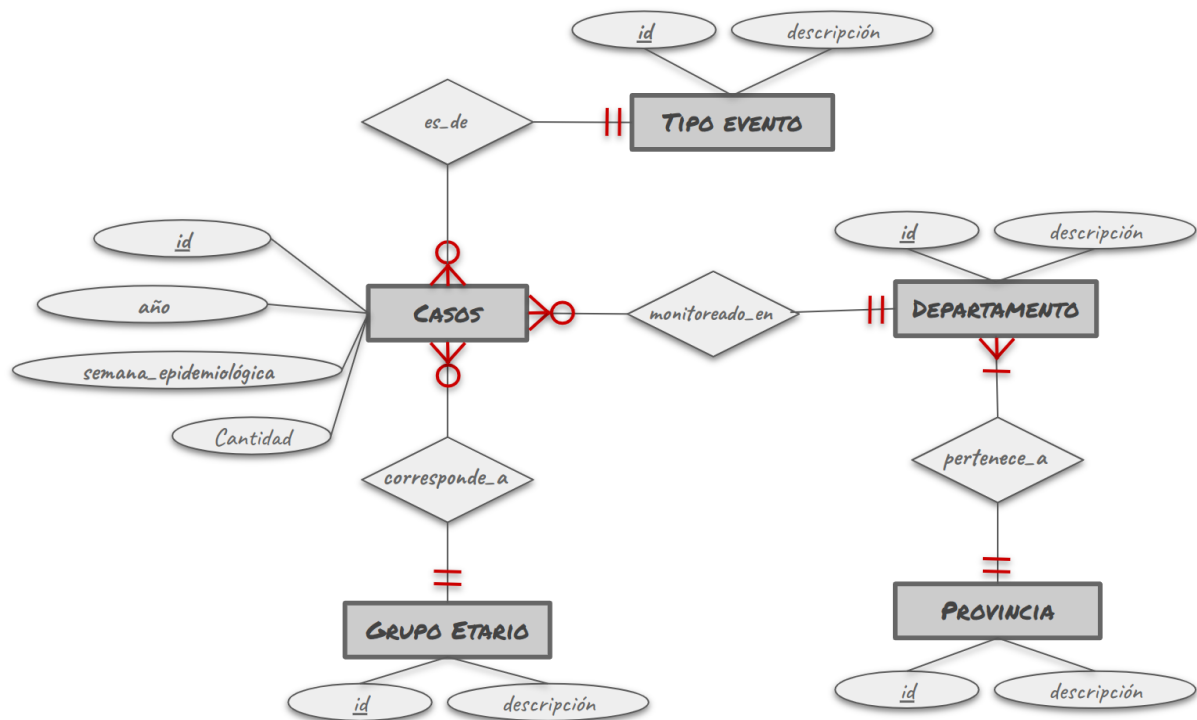 id
descripción
es_de
TIPO EVENTO
id
descripción
id
año
CASOS
monitoreado_en
DEPARTAMENTO
semana_epidemiológica
Cantidad
corresponde_a
pertenece_a
GRUPO ETARIO
PROVINCIA
id
descripción
id
descripción